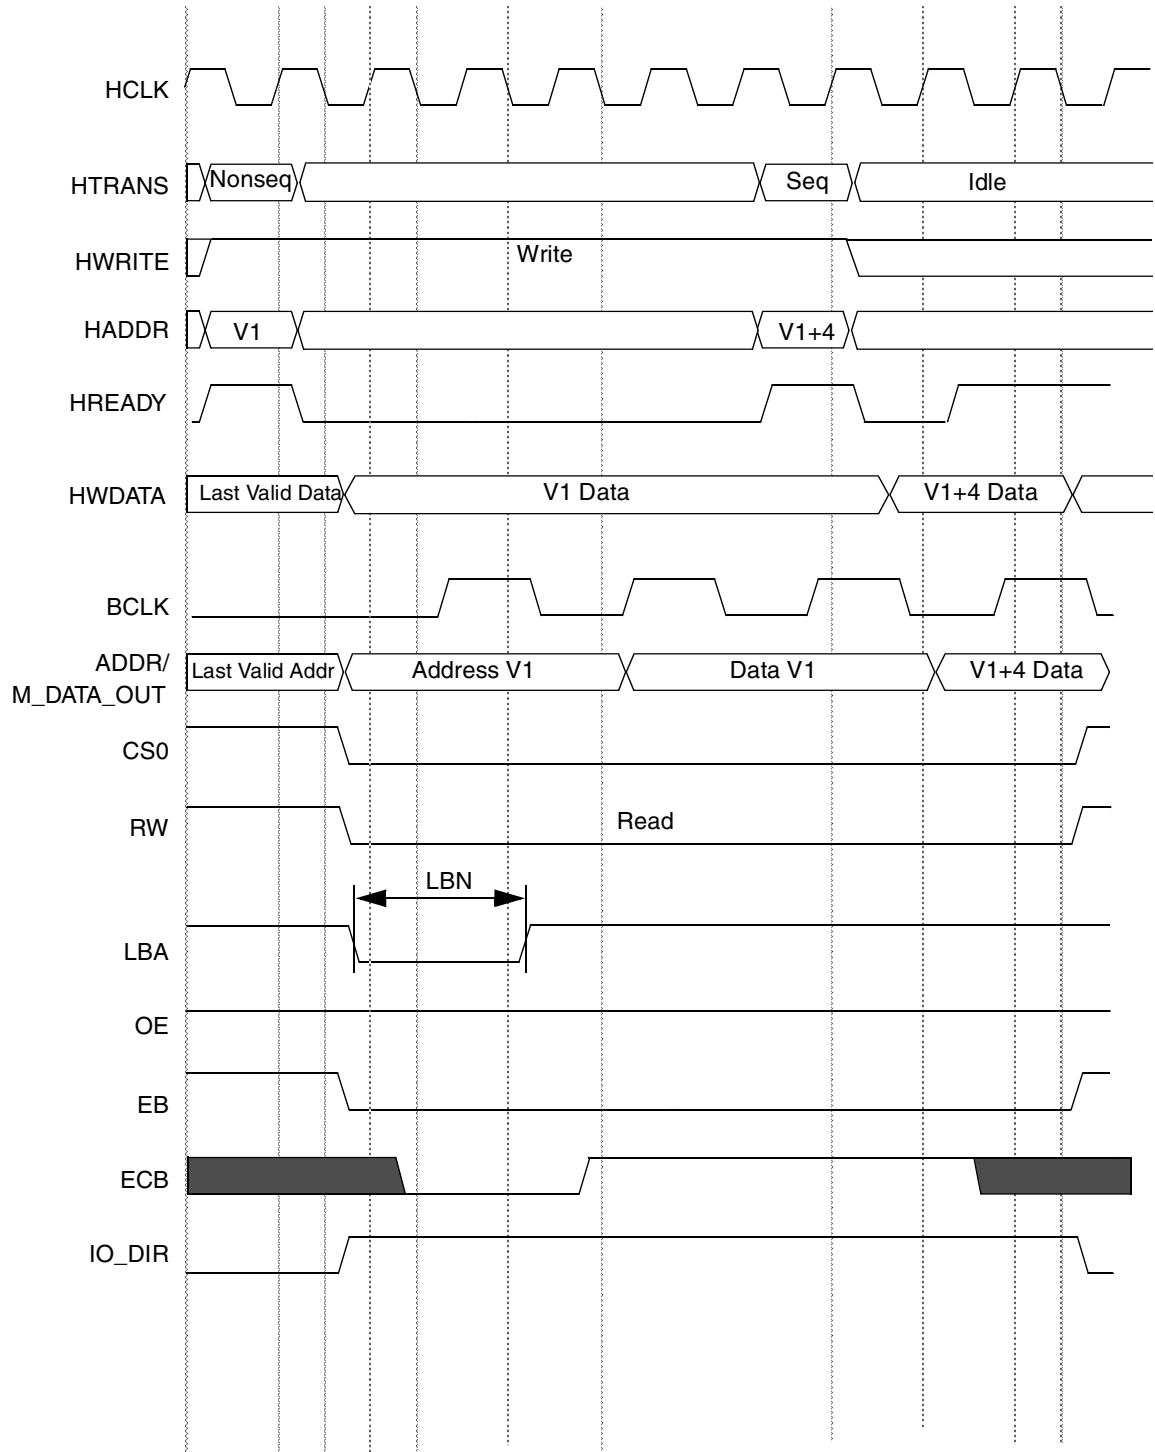 HCLK
HTRANS Nonseq Seq Idle
HWRITE Write
HADDR V1 V1+4
HREADY
HWDATA Last Valid Data V1 Data V1+4 Data
BCLK
ADDR/
M_DATA_OUT Last Valid Addr Address V1 Data V1 V1+4 Data
CS0
RW Read
LBN
LBA
OE
EB
ECB
IO_DIR